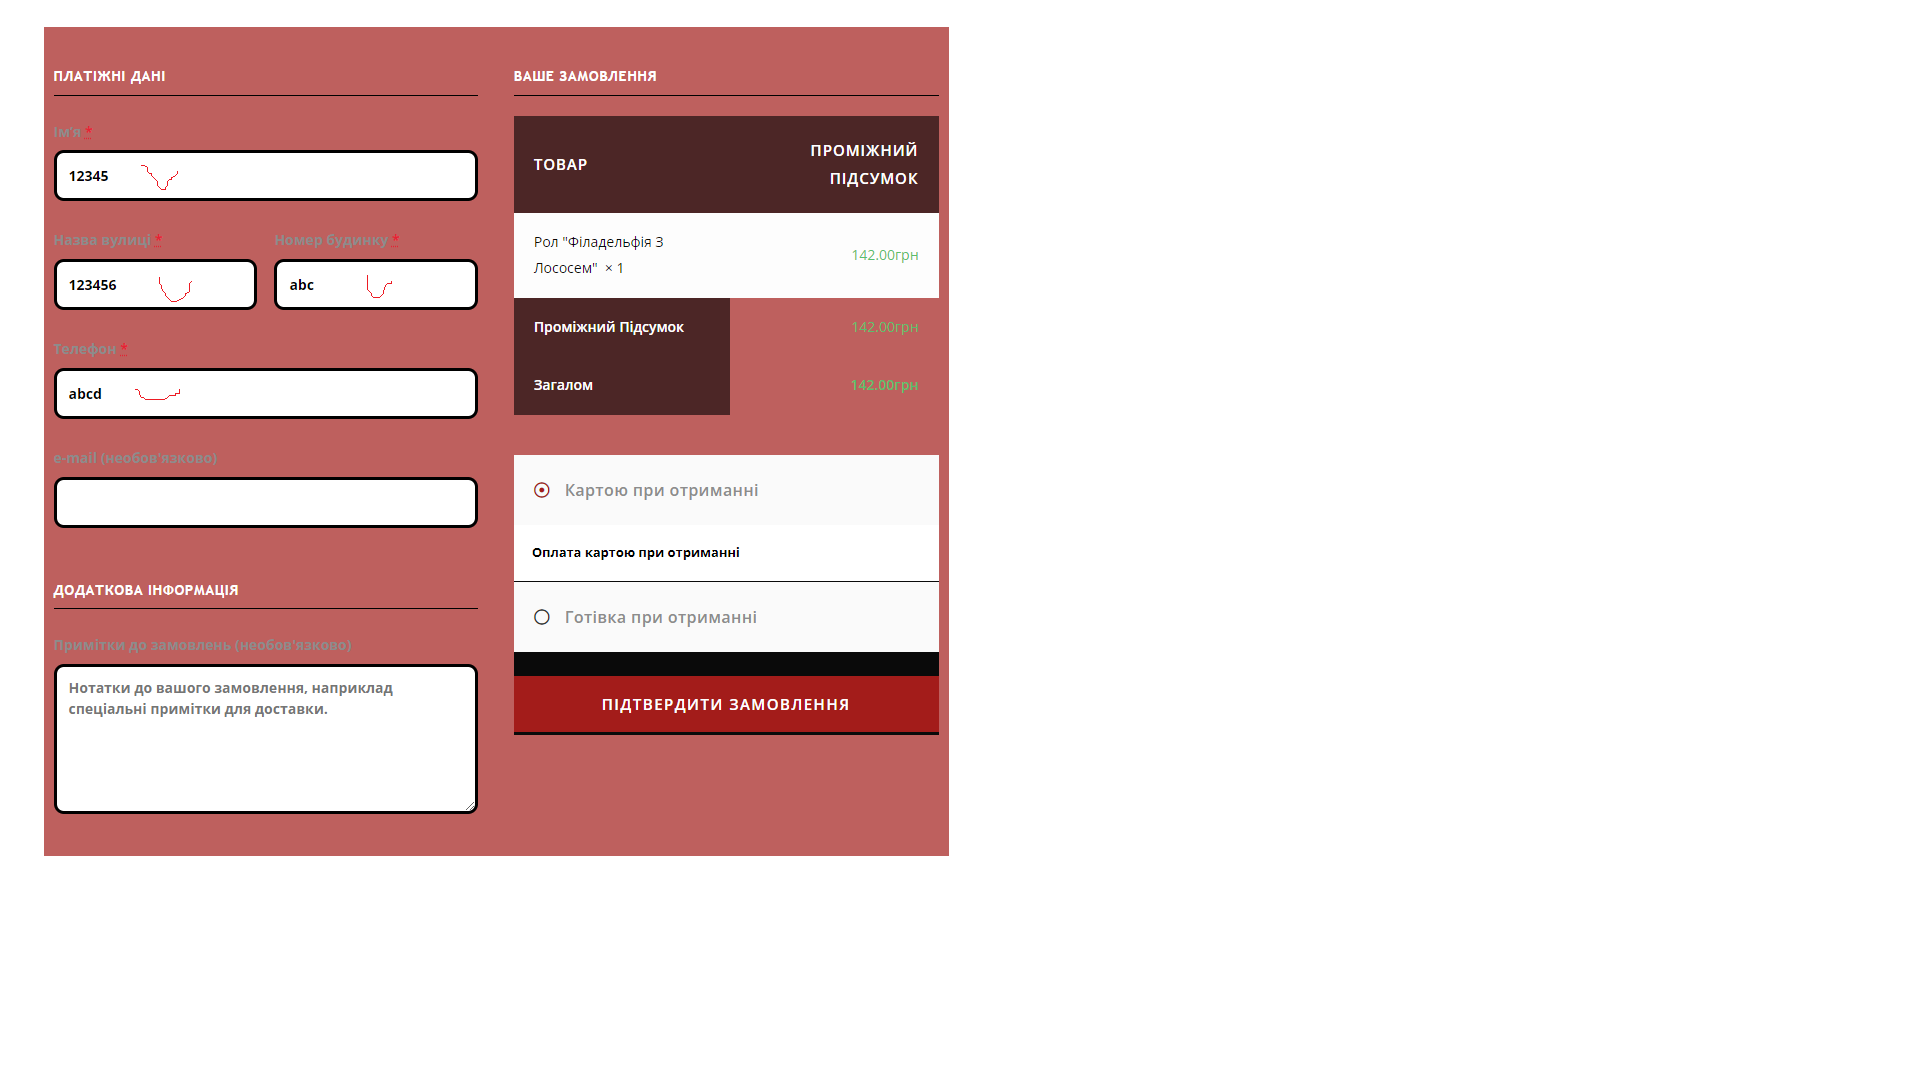 ПЛАТІЖНІ ДАНІ
Ім'я *
12345
Назва вулиці *
Номер будинку *
123456
abc
Телефон *
abcd
e-mail (необов'язково)
ДОДАТКОВА ІНФОРМАЦІЯ
Примітки до замовлень (необов'язково)
Нотатки до вашого замовлення, наприклад
спеціальні примітки для доставки.
ВАШЕ ЗАМОВЛЕННЯ
ТОВАР
ПРОМІЖНИЙ
ПІДСУМОК
Рол "Філадельфія З
Лососем" × 1
142.00грн
Проміжний Підсумок
142.00грн
Загалом
142.00грн
Картою при отриманні
Оплата картою при отриманні
Готівка при отриманні
ПІДТВЕРДИТИ ЗАМОВЛЕННЯ